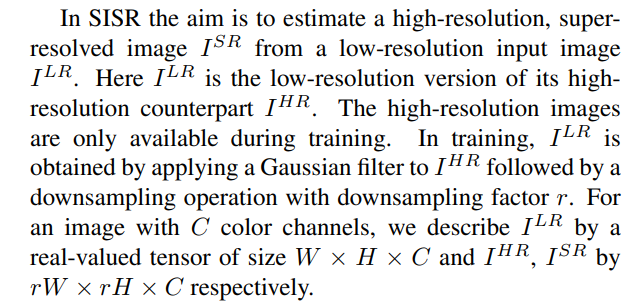 In SISR the aim is to estimate a high-resolution, super-
resolved image I^{SR} from a low-resolution input image
I^{LR}. Here I^{LR} is the low-resolution version of its high-
resolution counterpart I^{HR}. The high-resolution images
are only available during training. In training, I^{LR} is
obtained by applying a Gaussian filter to I^{HR} followed by a
downsampling operation with downsampling factor r. For
an image with C color channels, we describe I^{LR} by a
real-valued tensor of size W × H × C and I^{HR}, I^{SR} by
rW × rH × C respectively.